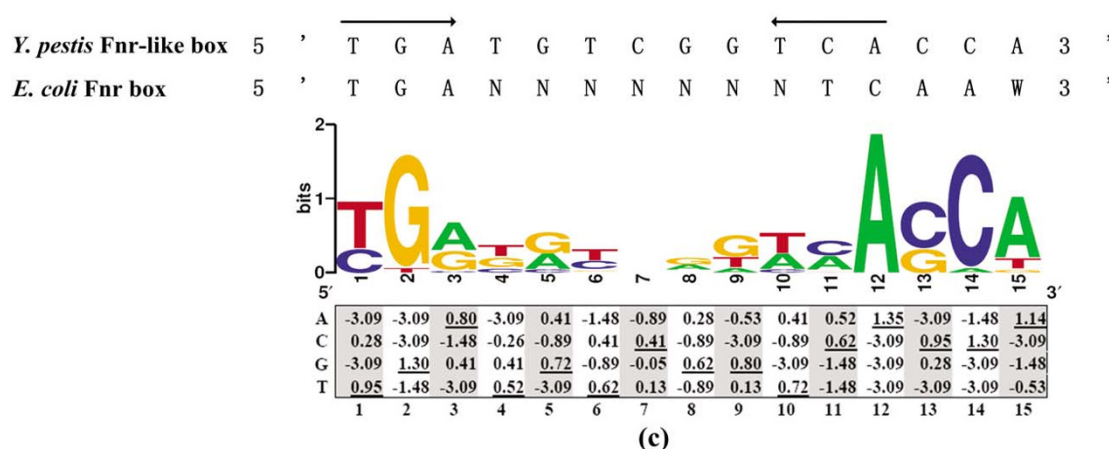 Y. pestis Fnr-like box 5 ' T G A T G T C G G T C A C C A 3 '
E. coli Fnr box 5 ' T G A N N N N N N T C A A W 3 '
2
bits
1
0
T G A T G T G G T C A C C A
C T G G A C A T A A G A T
1 2 3 4 5 6 7 8 9 10 11 12 13 14 15
5′ 3′
A -3.09 -3.09 0.80 -3.09 0.41 -1.48 -0.89 0.28 -0.53 0.41 0.52 1.35 -3.09 -1.48 1.14
C 0.28 -3.09 -1.48 -0.26 -0.89 0.41 0.41 -0.89 -3.09 -0.89 0.62 -3.09 0.95 1.30 -3.09
G -3.09 1.30 0.41 0.41 0.72 -0.89 -0.05 0.62 0.80 -3.09 -1.48 -3.09 0.28 -3.09 -1.48
T 0.95 -1.48 -3.09 0.52 -3.09 0.62 0.13 -0.89 0.13 0.72 -1.48 -3.09 -3.09 -3.09 -0.53
1 2 3 4 5 6 7 8 9 10 11 12 13 14 15
(c)